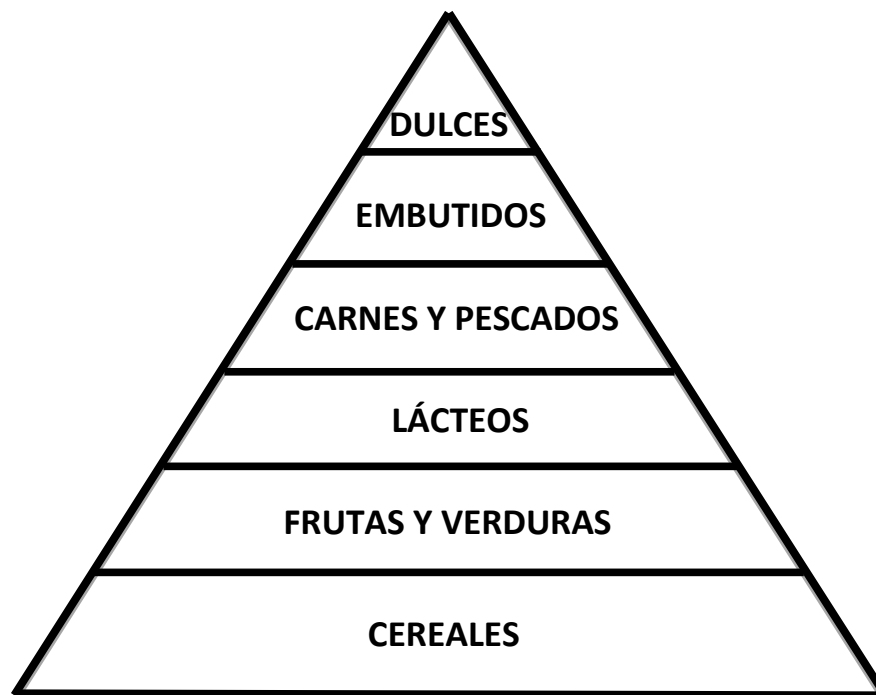 DULCES
EMBUTIDOS
CARNES Y PESCADOS
LÁCTEOS
FRUTAS Y VERDURAS
CEREALES